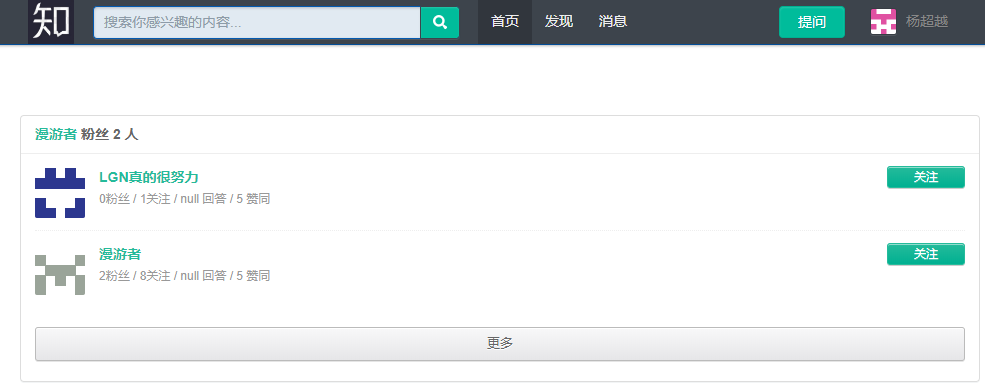 知 搜索你感兴趣的内容... 首页 发现 消息 提问 杨超越
漫游者 粉丝 2 人
LGN真的很努力 关注
0粉丝 / 1关注 / null 回答 / 5 赞同
漫游者 关注
2粉丝 / 8关注 / null 回答 / 5 赞同
更多